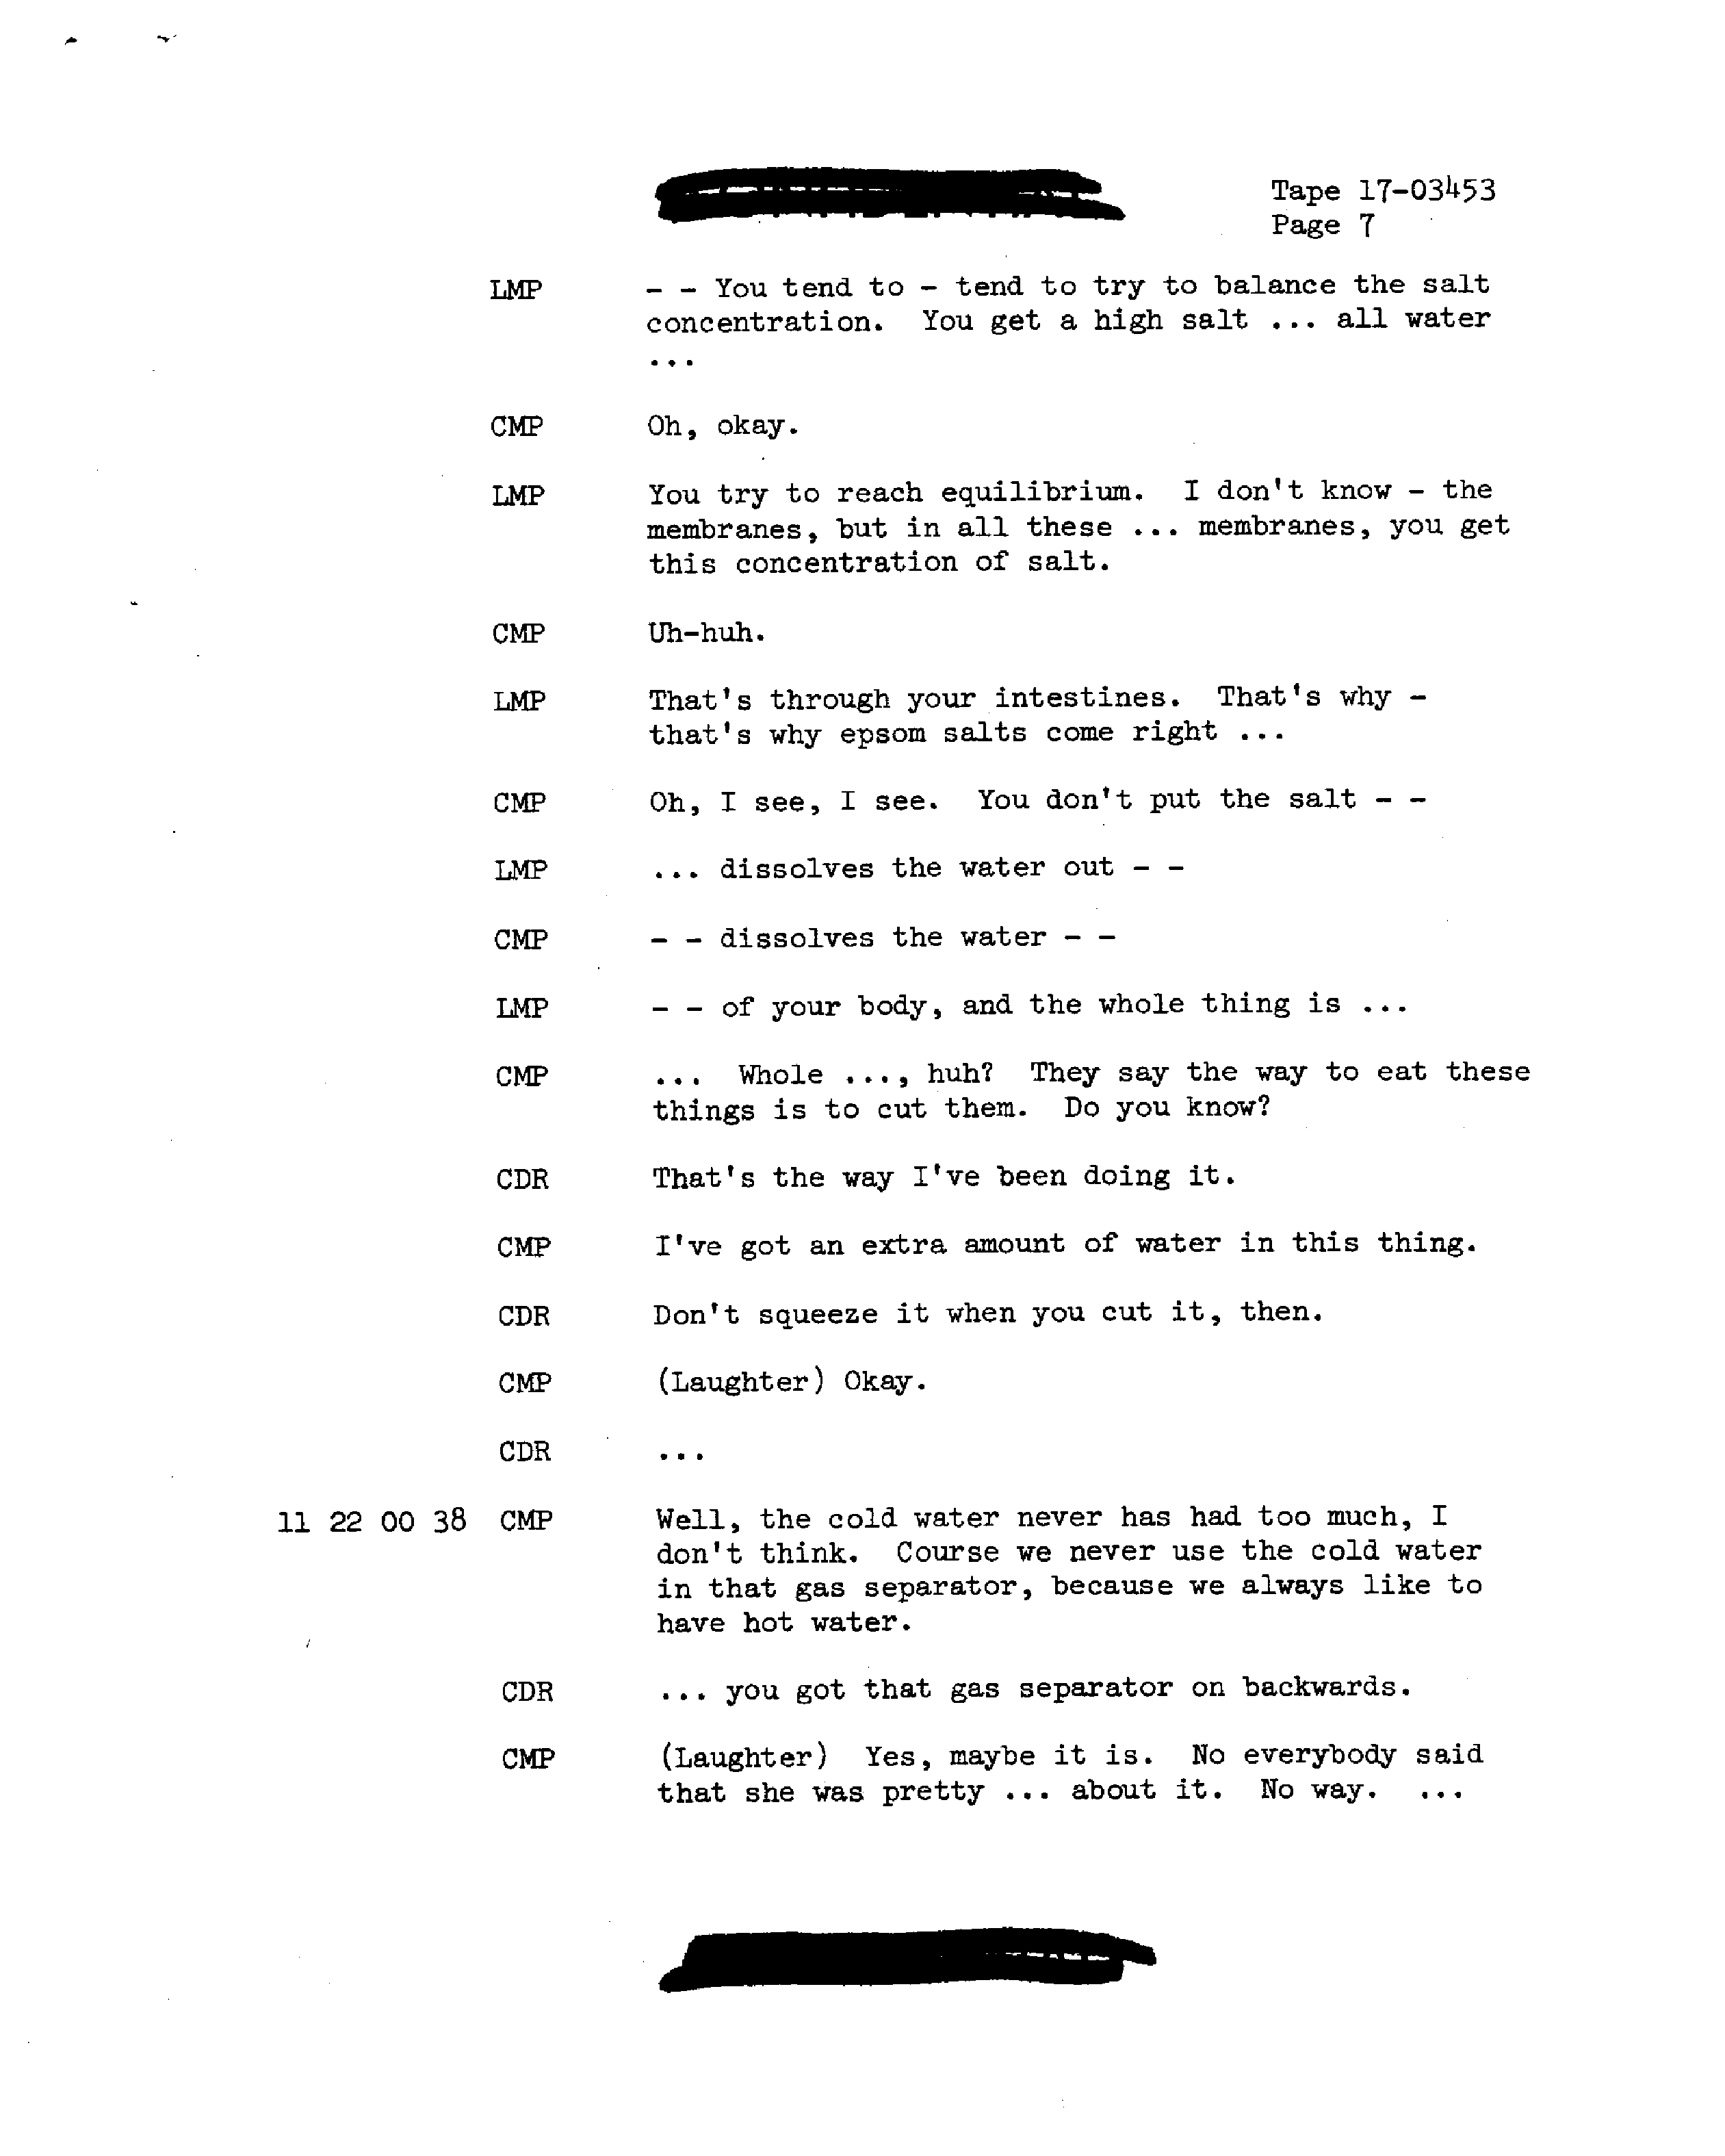 Tape 17-03453
Page 7
LMP - - You tend to - tend to try to balance the salt
concentration. You get a high salt ... all water
...
CMP Oh, okay.
LMP You try to reach equilibrium. I don't know - the
membranes, but in all these ... membranes, you get
this concentration of salt.
CMP Uh-huh.
LMP That's through your intestines. That's why -
that's why epsom salts come right ...
CMP Oh, I see, I see. You don't put the salt - -
LMP ... dissolves the water out - -
CMP - - dissolves the water - -
LMP - - of your body, and the whole thing is ...
CMP ... Whole ..., huh? They say the way to eat these
things is to cut them. Do you know?
CDR That's the way I've been doing it.
CMP I've got an extra amount of water in this thing.
CDR Don't squeeze it when you cut it, then.
CMP (Laughter) Okay.
CDR ...
11 22 00 38 CMP Well, the cold water never has had too much, I
don't think. Course we never use the cold water
in that gas separator, because we always like to
have hot water.
CDR ... you got that gas separator on backwards.
CMP (Laughter) Yes, maybe it is. No everybody said
that she was pretty ... about it. No way. ...